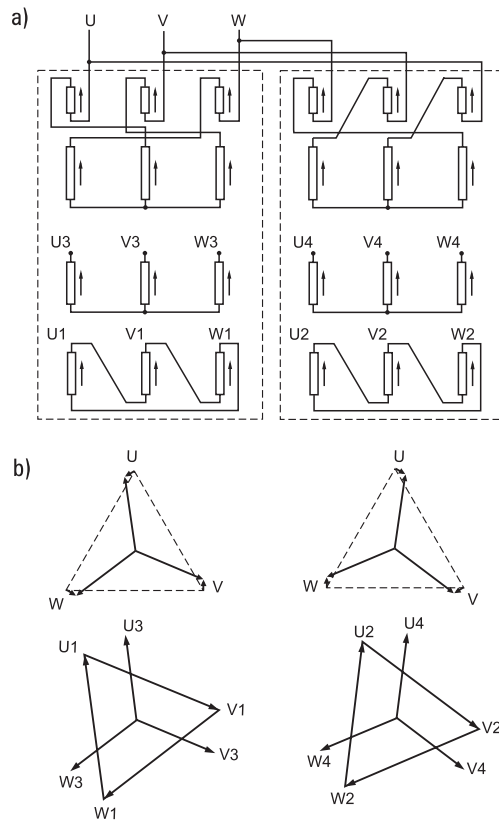 a)
U V W
U3 V3 W3 U4 V4 W4
U1 V1 W1 U2 V2 W2
b)
U U
V W V
W
U3 U4
U1 U2
V1 V2
V3 V4
W3 W4
W1 W2